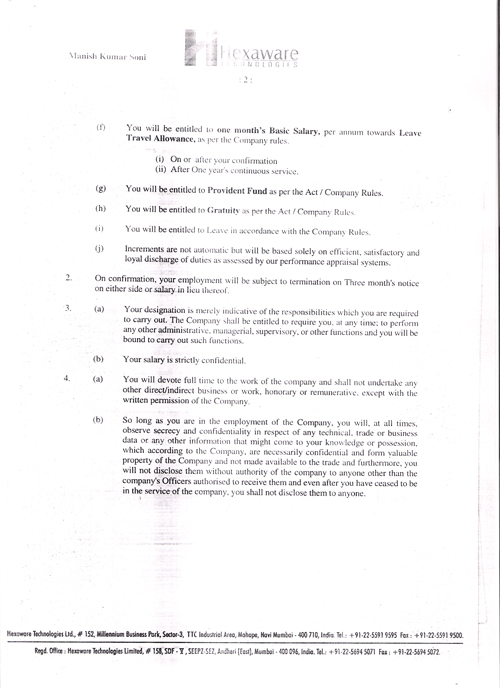 Manish Kumar Soni
Hexaware
TECHNOLOGIES
: 2 :
(f) You will be entitled to one month's Basic Salary, per annum towards Leave
Travel Allowance, as per the Company rules.
(i) On or after your confirmation
(ii) After One year's continuous service.
(g) You will be entitled to Provident Fund as per the Act / Company Rules.
(h) You will be entitled to Gratuity as per the Act / Company Rules.
(i) You will be entitled to Leave in accordance with the Company Rules.
(j) Increments are not automatic but will be based solely on efficient, satisfactory and
loyal discharge of duties as assessed by our performance appraisal systems.
2. On confirmation, your employment will be subject to termination on Three month's notice
on either side or salary in lieu thereof.
3. (a) Your designation is merely indicative of the responsibilities which you are required
to carry out. The Company shall be entitled to require you, at any time; to perform
any other administrative, managerial, supervisory, or other functions and you will be
bound to carry out such functions.
(b) Your salary is strictly confidential.
4. (a) You will devote full time to the work of the company and shall not undertake any
other direct/indirect business or work, honorary or remunerative, except with the
written permission of the Company.
(b) So long as you are in the employment of the Company, you will, at all times,
observe secrecy and confidentiality in respect of any technical, trade or business
data or any other information that might come to your knowledge or possession,
which according to the Company, are necessarily confidential and form valuable
property of the Company and not made available to the trade and furthermore, you
will not disclose them without authority of the company to anyone other than the
company's Officers authorised to receive them and even after you have ceased to be
in the service of the company, you shall not disclose them to anyone.
Hexaware Technologies Ltd., # 152, Millennium Business Park, Sector-3, TTC Industrial Area, Mahape, Navi Mumbai - 400 710, India Tel.: +91-22-5591 9595 Fax : +91-22-5591 9500.
Regd. Office : Hexaware Technologies Limited, # 158, SDF - V, SEEPZ-SEZ, Andheri (East), Mumbai - 400 096, India. Tel.: +91-22-5694 5071 Fax.: +91-22-5694 5072.